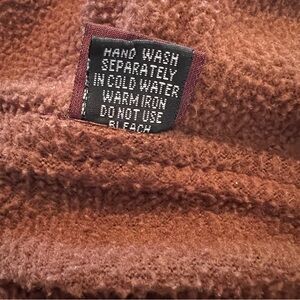 HAND WASH
SEPARATELY
IN COLD WATER
WARM IRON
DO NOT USE
BLEACH